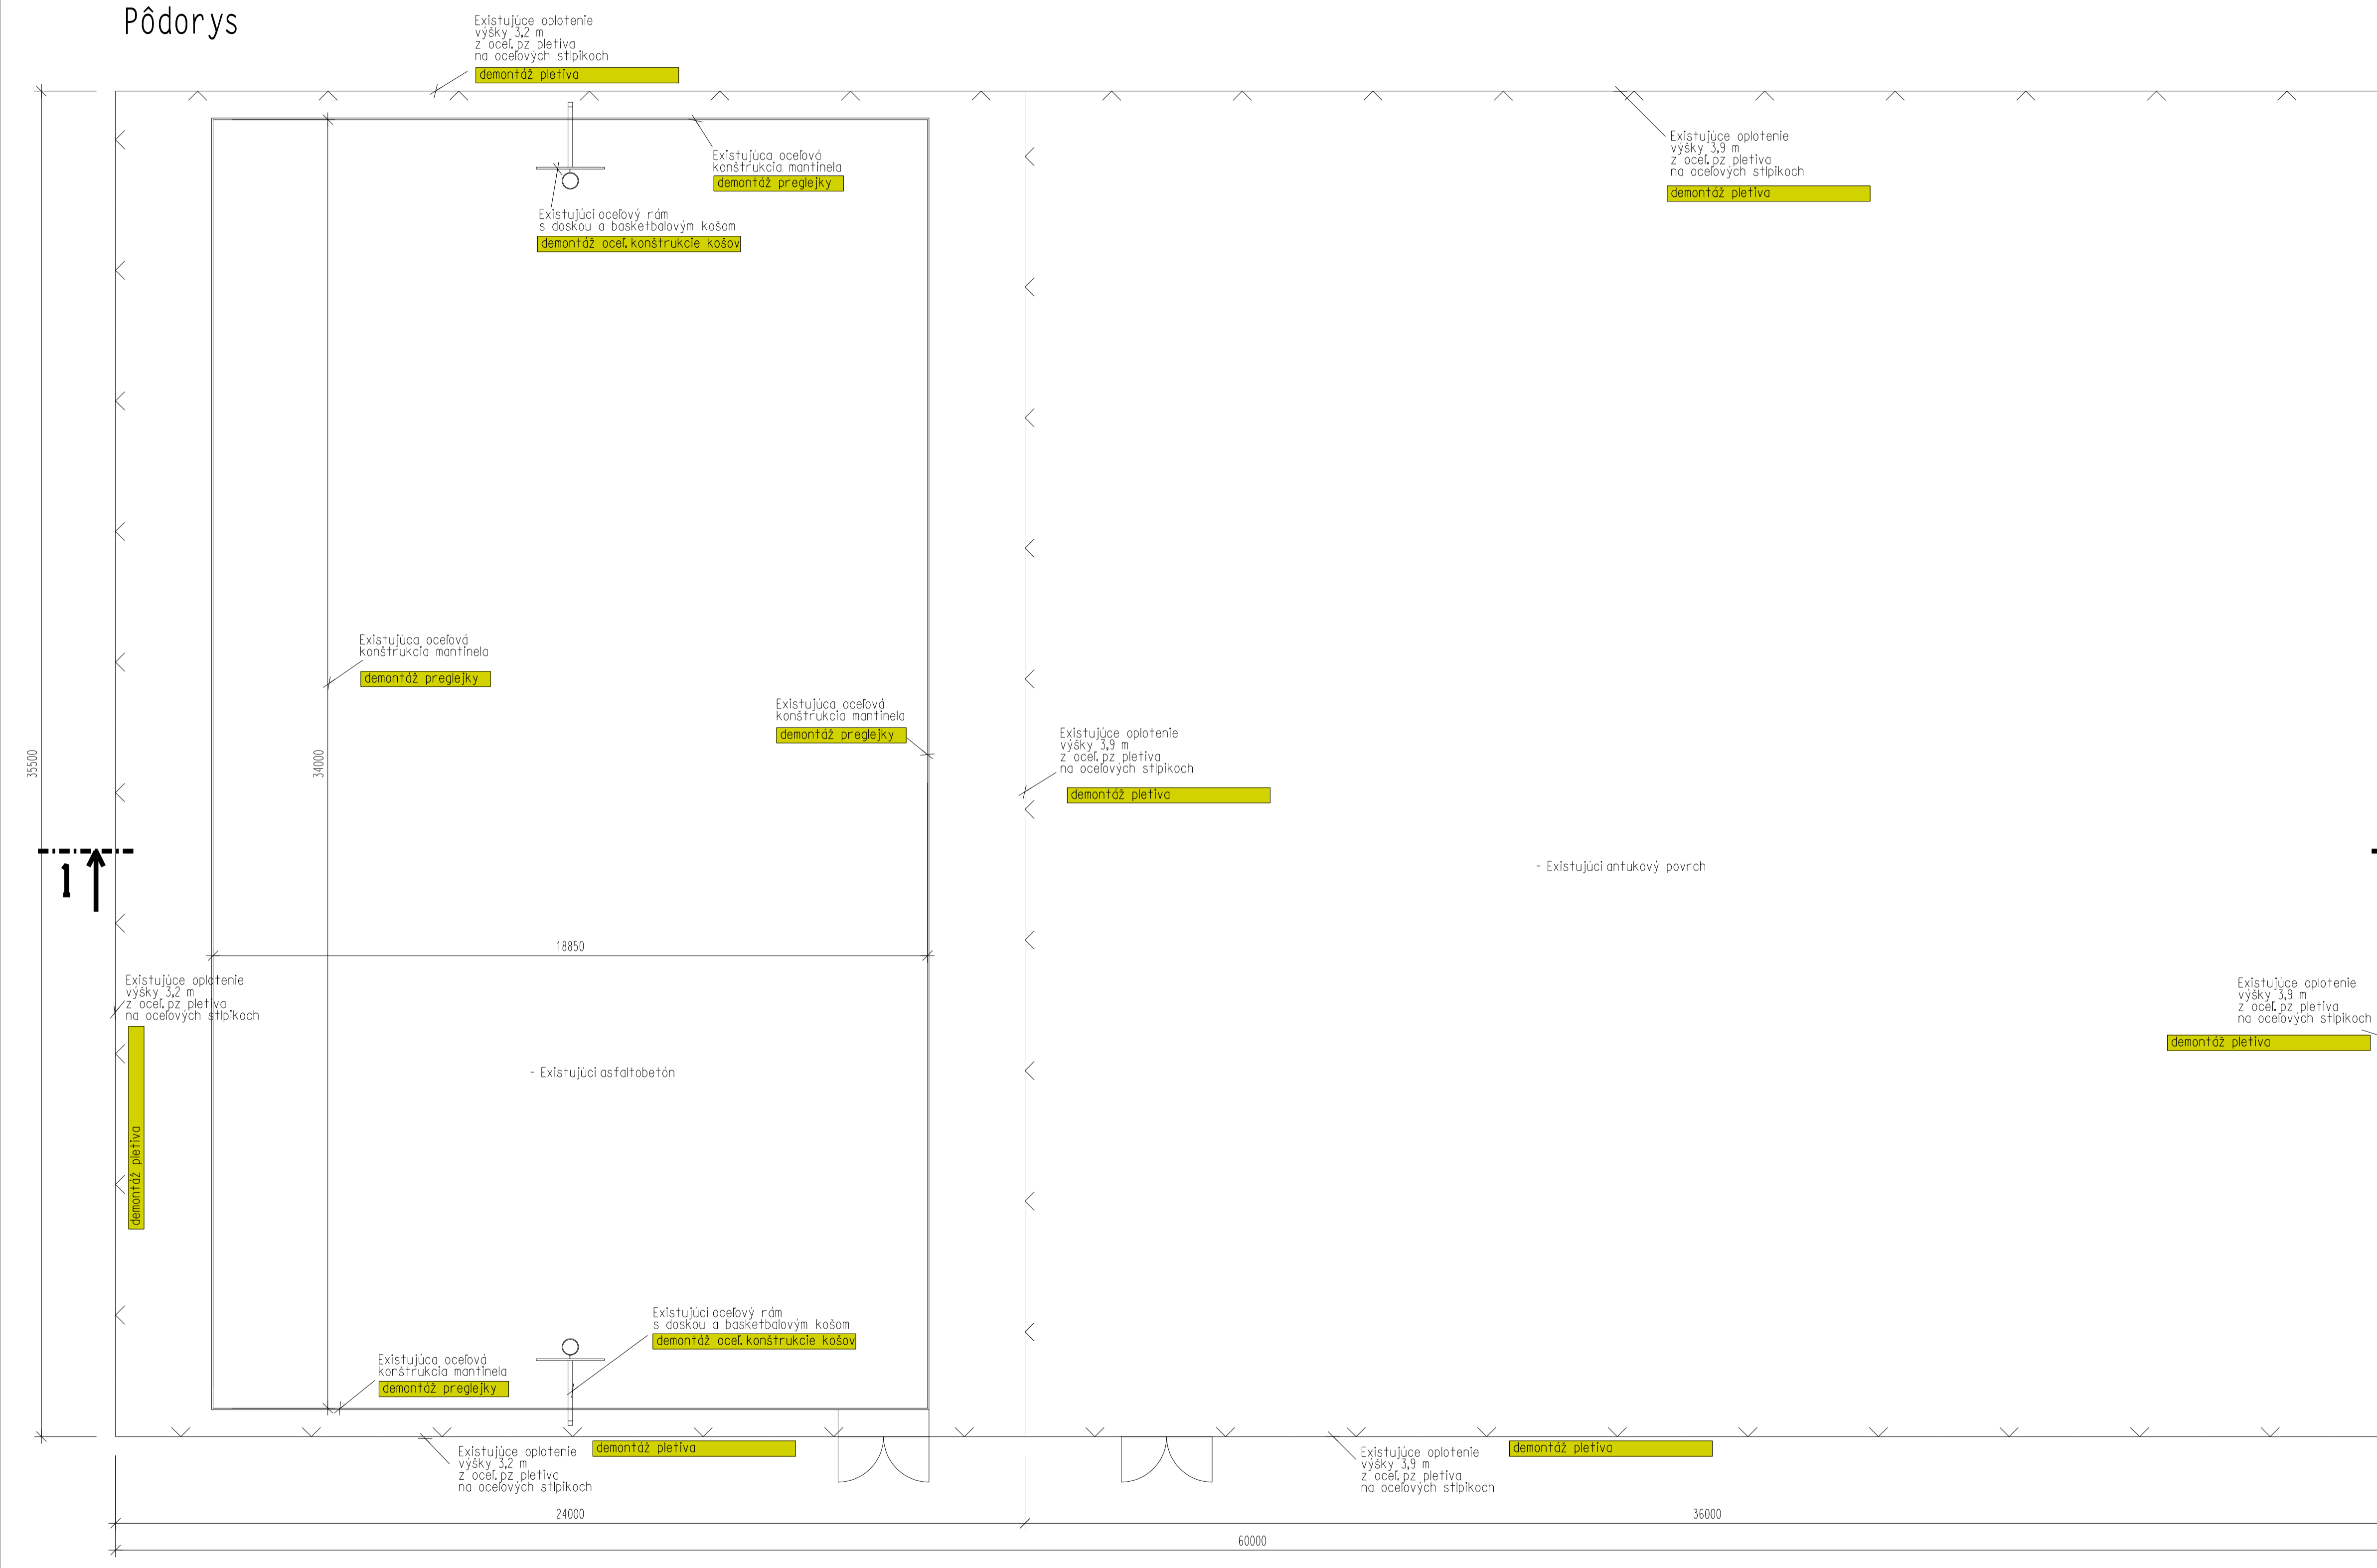 Pôdorys
Existujúce oplotenie
výšky 3,2 m
z oceľ.pz pletiva
na oceľových stĺpikoch
demontáž pletiva
Existujúca oceľová
konštrukcia mantinela
demontáž preglejky
Existujúci oceľový rám
s doskou a basketbalovým košom
demontáž oceľ.konštrukcie košov
Existujúce oplotenie
výšky 3,9 m
z oceľ.pz pletiva
na oceľových stĺpikoch
demontáž pletiva
Existujúca oceľová
konštrukcia mantinela
demontáž preglejky
Existujúca oceľová
konštrukcia mantinela
demontáž preglejky
Existujúce oplotenie
výšky 3,9 m
z oceľ.pz pletiva
na oceľových stĺpikoch
demontáž pletiva
35500
34000
1
- Existujúci antukový povrch
18850
Existujúce oplotenie
výšky 3,2 m
z oceľ.pz pletiva
na oceľových stĺpikoch
demontáž pletiva
Existujúce oplotenie
výšky 3,9 m
z oceľ.pz pletiva
na oceľových stĺpikoch
demontáž pletiva
- Existujúci asfaltobetón
Existujúci oceľový rám
s doskou a basketbalovým košom
demontáž oceľ.konštrukcie košov
Existujúca oceľová
konštrukcia mantinela
demontáž preglejky
Existujúce oplotenie
výšky 3,2 m
z oceľ.pz pletiva
na oceľových stĺpikoch
demontáž pletiva
Existujúce oplotenie
výšky 3,9 m
z oceľ.pz pletiva
na oceľových stĺpikoch
demontáž pletiva
24000
36000
60000